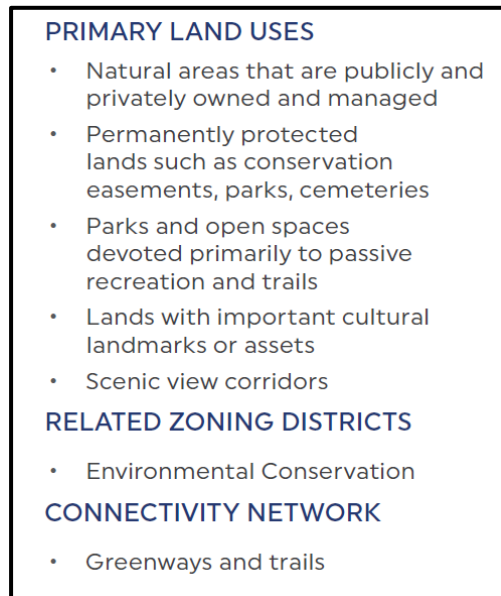 PRIMARY LAND USES
• Natural areas that are publicly and
privately owned and managed
• Permanently protected
lands such as conservation
easements, parks, cemeteries
• Parks and open spaces
devoted primarily to passive
recreation and trails
• Lands with important cultural
landmarks or assets
• Scenic view corridors
RELATED ZONING DISTRICTS
• Environmental Conservation
CONNECTIVITY NETWORK
• Greenways and trails